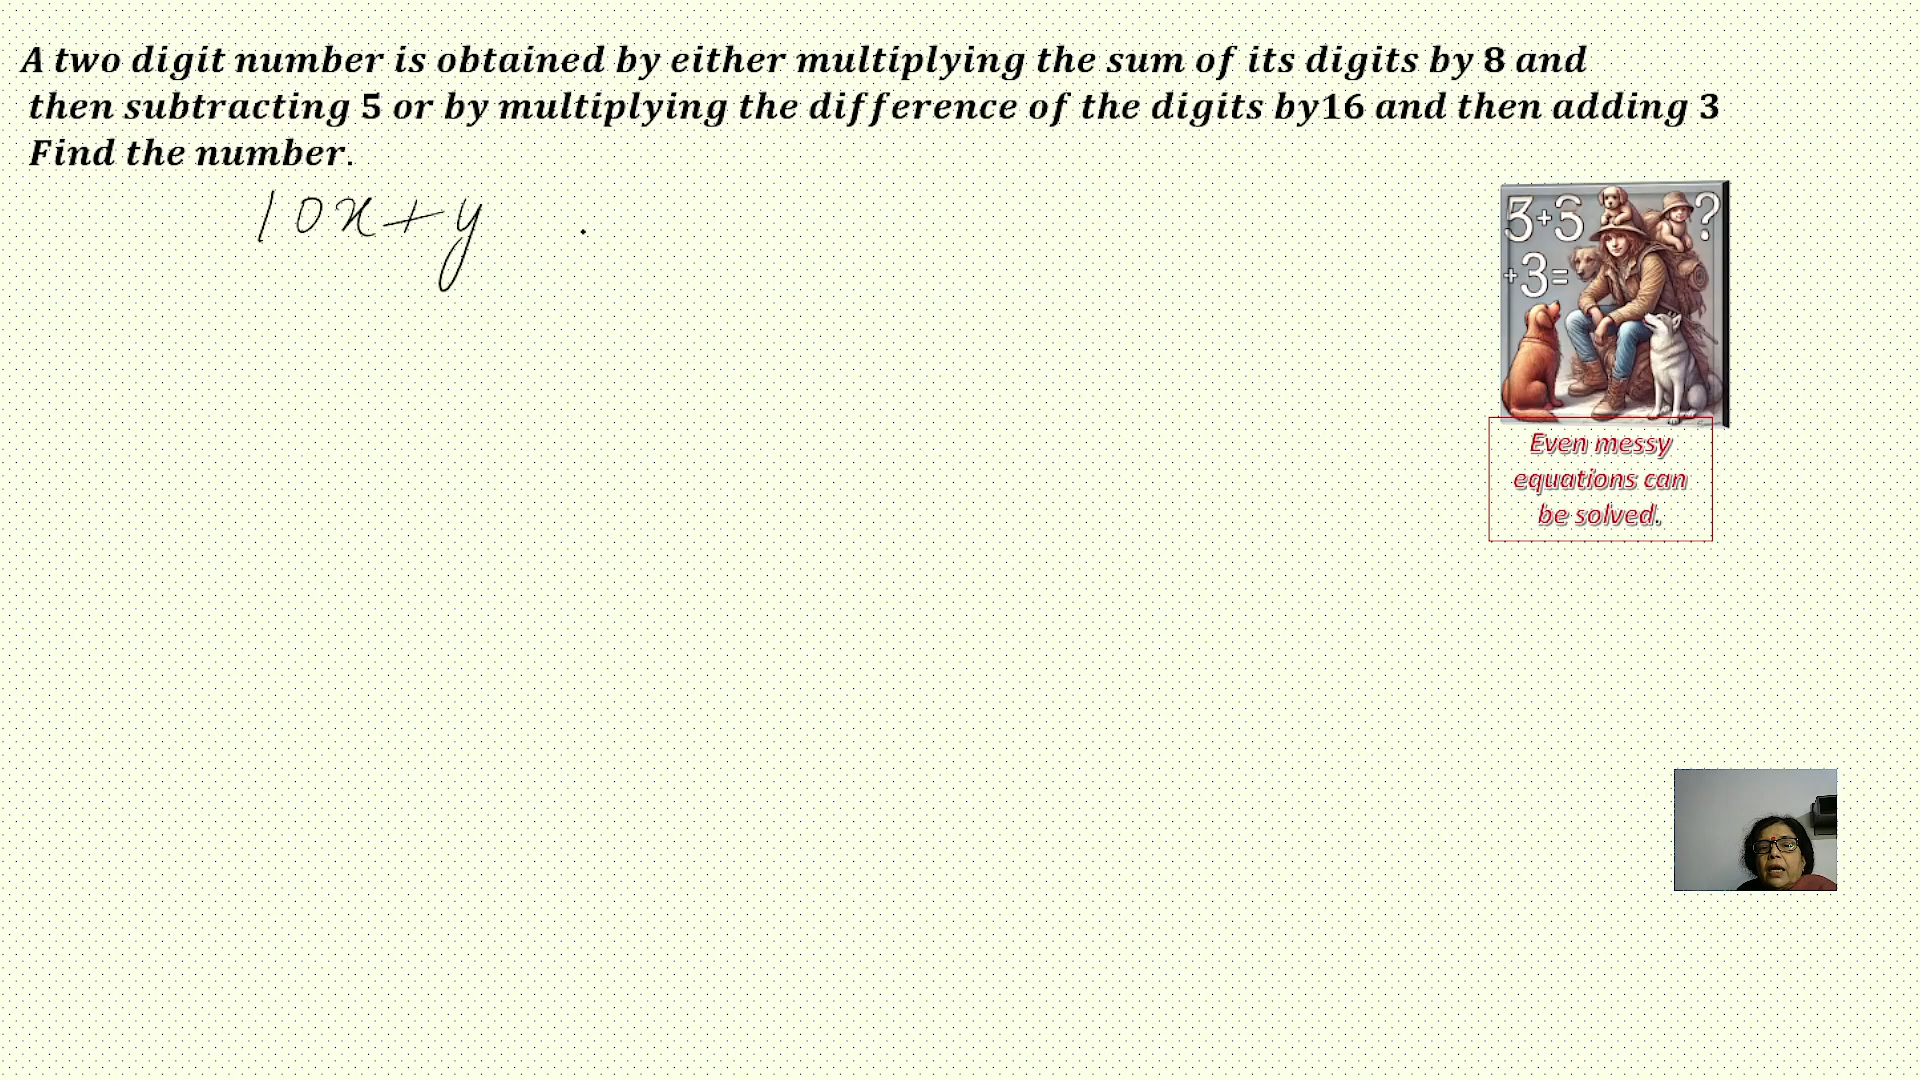 A two digit number is obtained by either multiplying the sum of its digits by 8 and
then subtracting 5 or by multiplying the difference of the digits by16 and then adding 3
Find the number.
10x+y .
3+3 ?
+3=
Even messy
equations can
be solved.